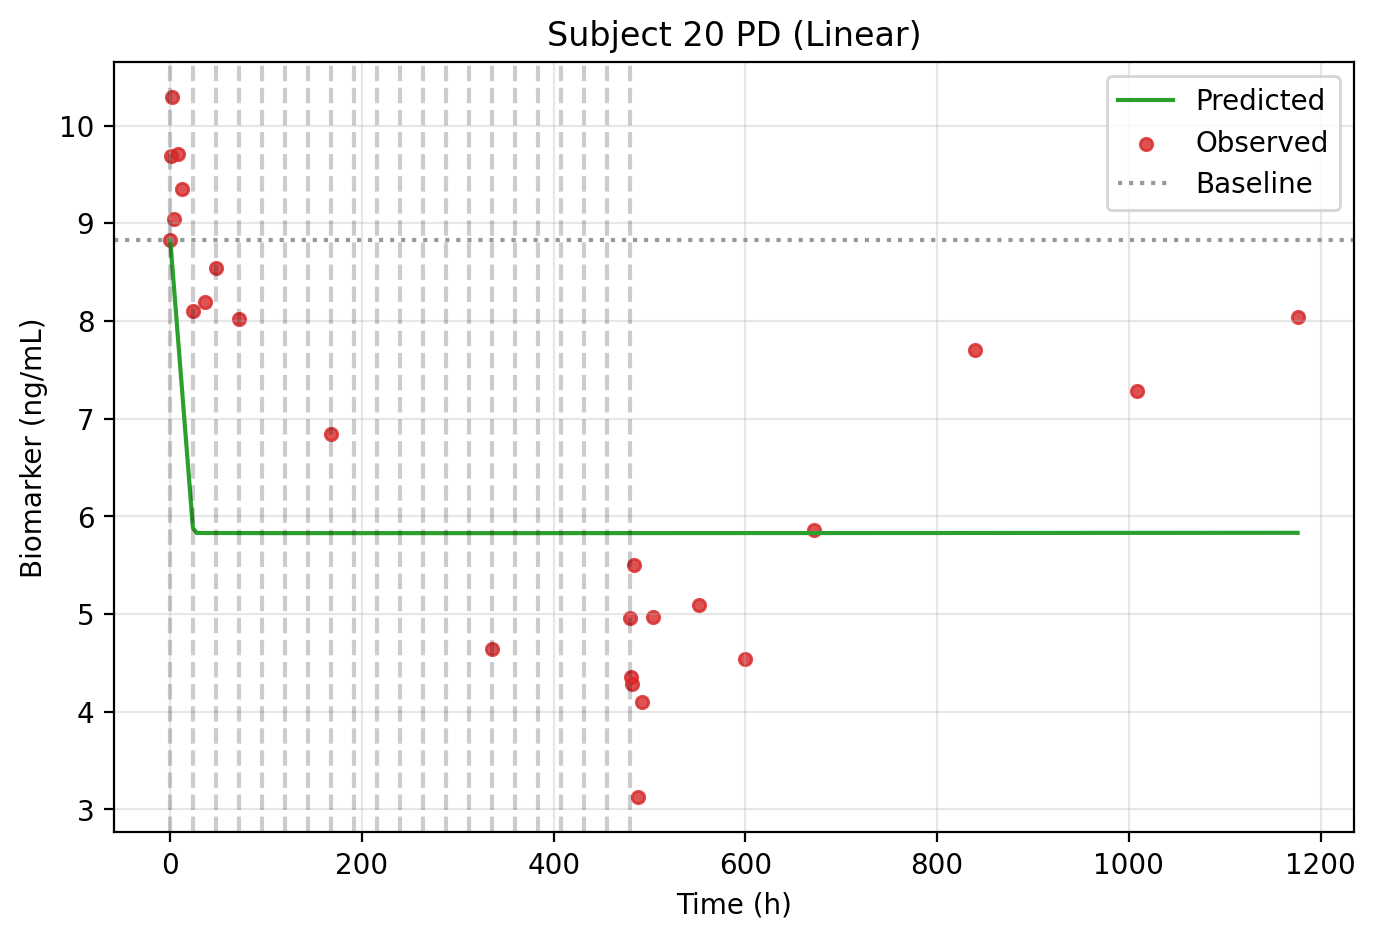 Subject 20 PD (Linear)
Predicted
Observed
Baseline
Biomarker (ng/mL)
10
9
8
7
6
5
4
3
0 200 400 600 800 1000 1200
Time (h)